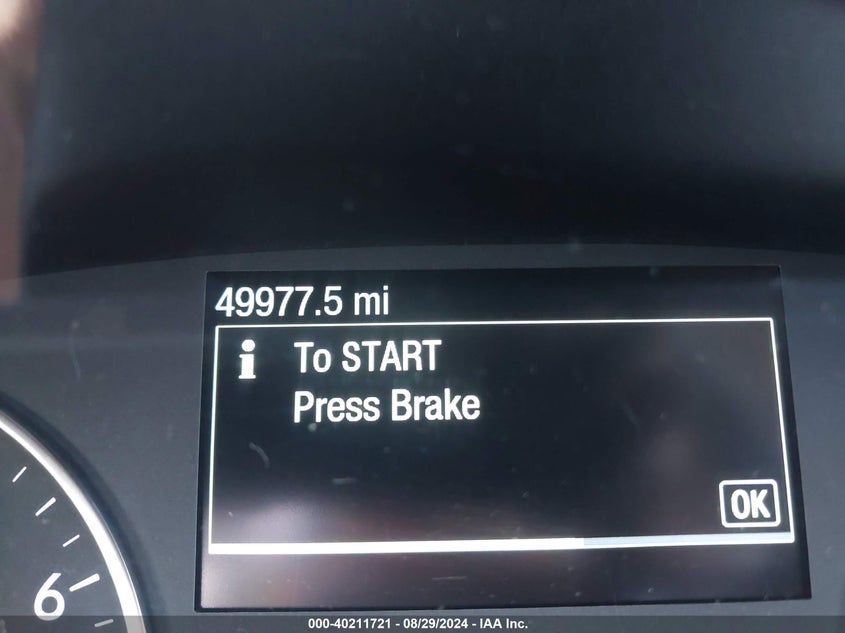 49977.5 mi
i To START
Press Brake
OK
6
000-40211721 - 08/29/2024 - IAA Inc.